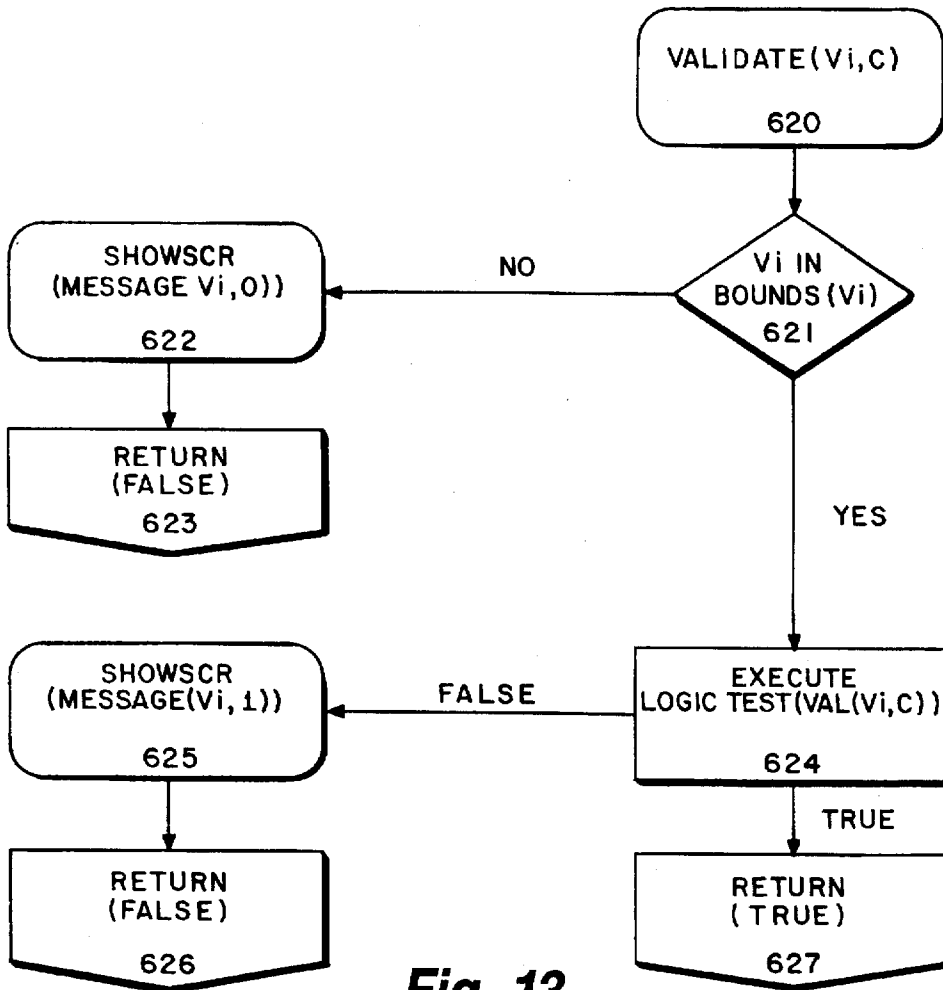 VALIDATE(Vi,C)
620
Vi IN
BOUNDS(Vi)
621
NO
SHOWSCR
(MESSAGE Vi,0))
622
RETURN
(FALSE)
623
YES
EXECUTE
LOGIC TEST(VAL(Vi,C))
624
FALSE
SHOWSCR
(MESSAGE(Vi,1))
625
RETURN
(FALSE)
626
TRUE
RETURN
(TRUE)
627